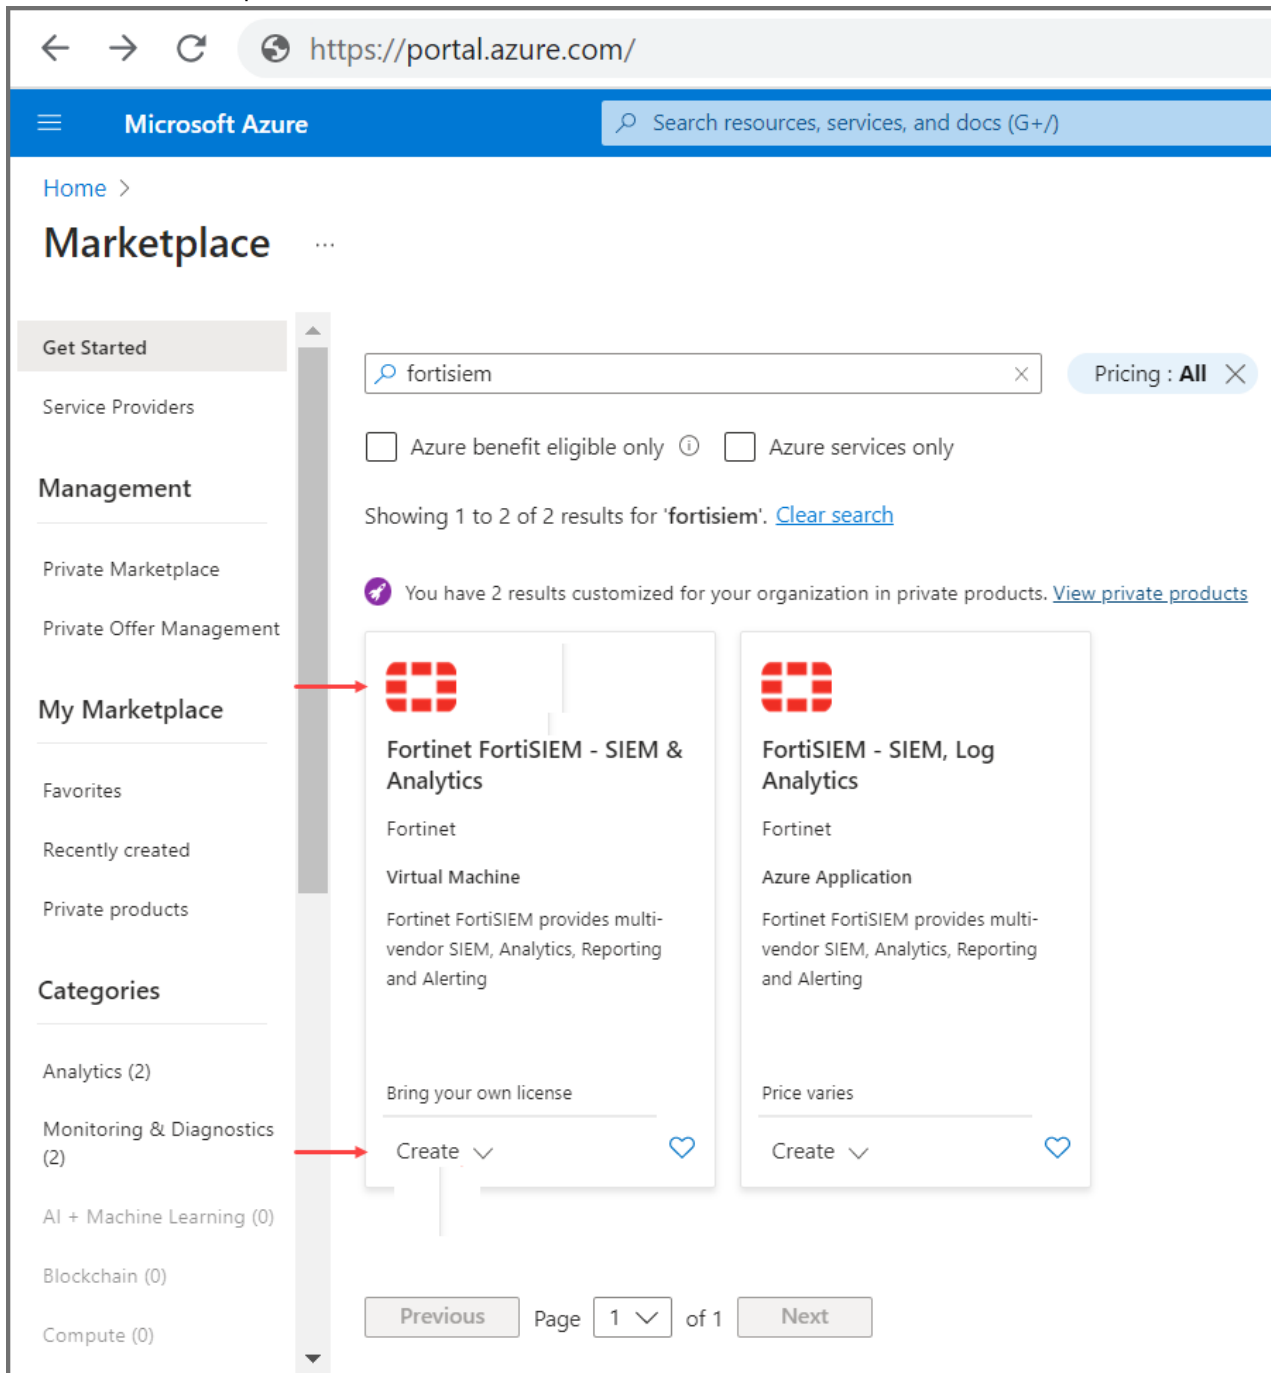 https://portal.azure.com/
Microsoft Azure
Search resources, services, and docs (G+/)
Home >
Marketplace ...
Get Started
Service Providers
Management
Private Marketplace
Private Offer Management
My Marketplace
Favorites
Recently created
Private products
Categories
Analytics (2)
Monitoring & Diagnostics
(2)
AI + Machine Learning (0)
Blockchain (0)
Compute (0)
fortisiem
Pricing : All
Azure benefit eligible only
Azure services only
Showing 1 to 2 of 2 results for 'fortisiem'. Clear search
You have 2 results customized for your organization in private products. View private products
Fortinet FortiSIEM - SIEM &
Analytics
Fortinet
Virtual Machine
Fortinet FortiSIEM provides multi-
vendor SIEM, Analytics, Reporting
and Alerting
Bring your own license
Create
FortiSIEM - SIEM, Log
Analytics
Fortinet
Azure Application
Fortinet FortiSIEM provides multi-
vendor SIEM, Analytics, Reporting
and Alerting
Price varies
Create
Previous Page 1 of 1 Next